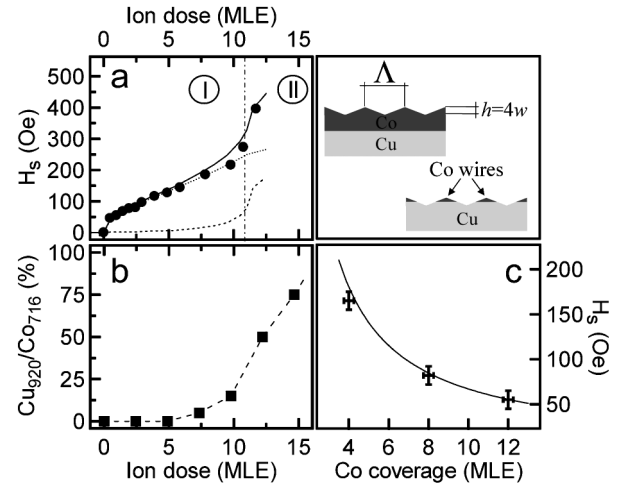 Ion dose (MLE)
0 5 10 15
a
I
II
500
400
300
200
100
0
Hs (Oe)
Λ
h=4w
Co
Cu
Co wires
Cu
b
100
75
50
25
0
Cu920/Co716 (%)
0 5 10 15
Ion dose (MLE)
c
200
150
100
50
Hs (Oe)
4 6 8 10 12
Co coverage (MLE)